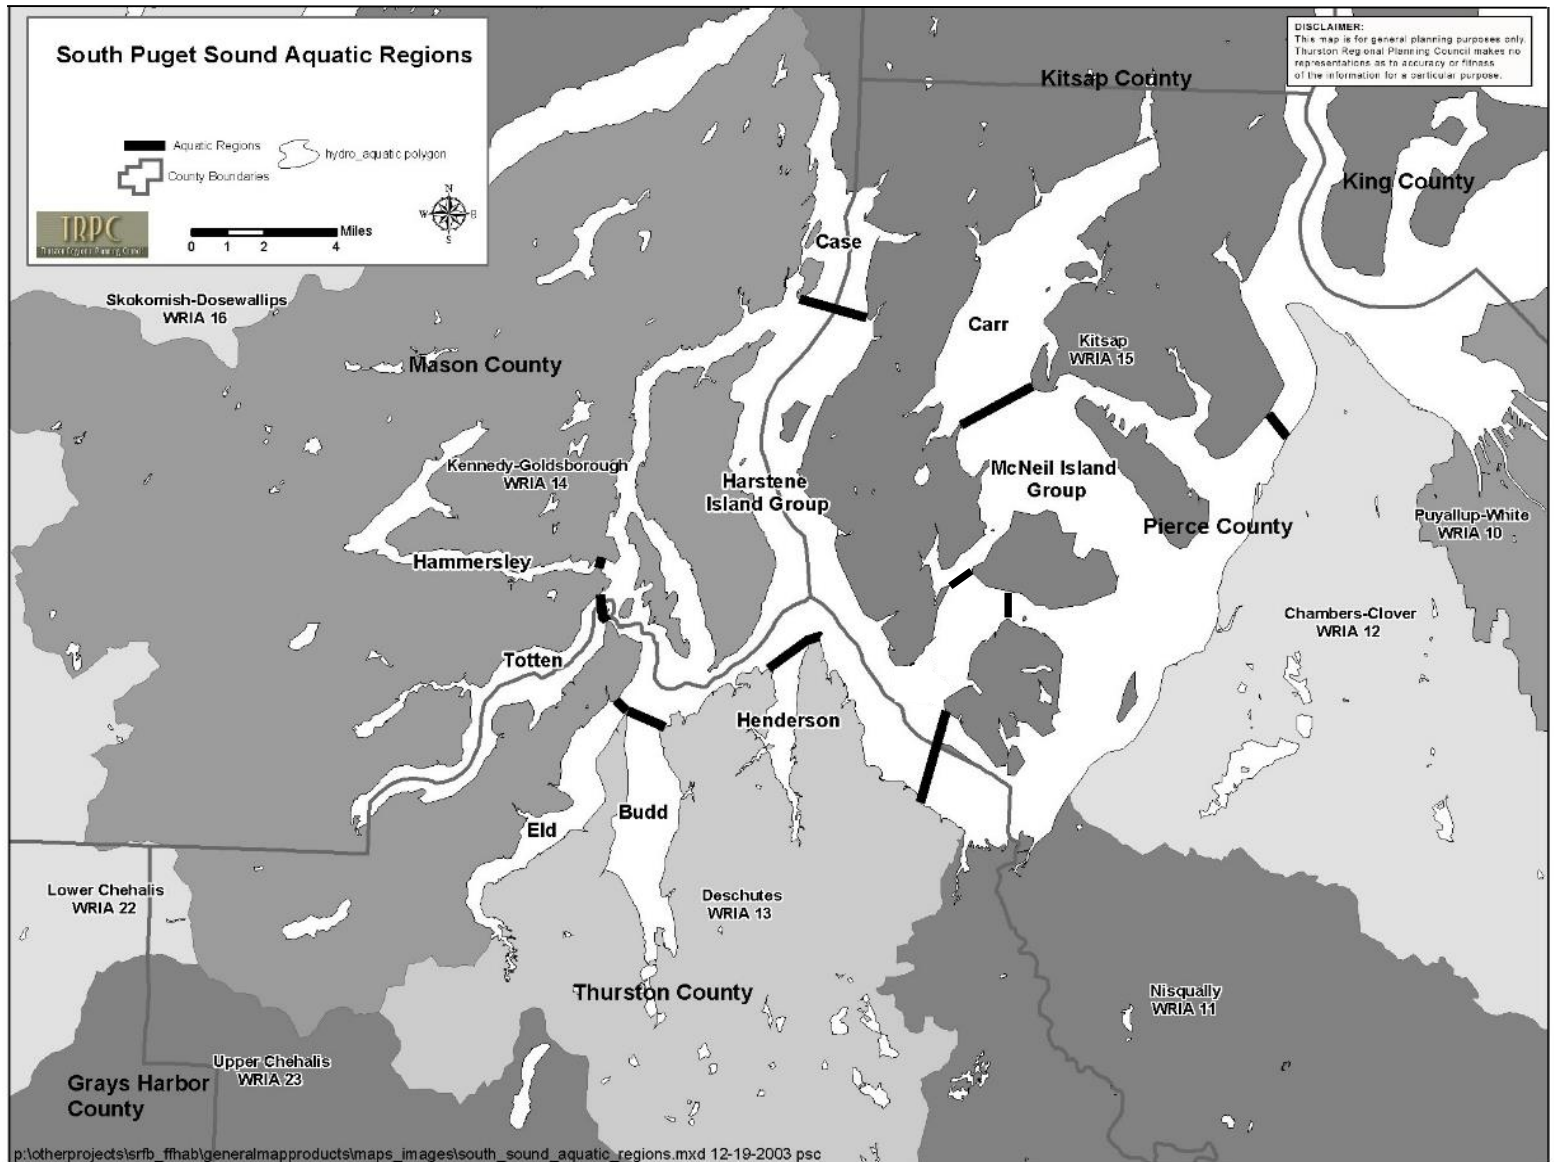 South Puget Sound Aquatic Regions
Aquatic Regions
hydro_aquatic polygon
County Boundaries
N
W
E
S
TRPC
Thurston Regional Planning Council
Miles
0 1 2 4
DISCLAIMER:
This map is for general planning purposes only.
Thurston Regional Planning Council makes no
representations as to accuracy or fitness
of the information for a particular purpose.
Kitsap County
King County
Case
Skokomish-Dosewallips
WRIA 16
Carr
Kitsap
WRIA 15
Mason County
Kennedy-Goldsborough
WRIA 14
Harstene
Island Group
McNeil Island
Group
Pierce County
Puyallup-White
WRIA 10
Hammersley
Chambers-Clover
WRIA 12
Totten
Henderson
Budd
Eld
Lower Chehalis
WRIA 22
Deschutes
WRIA 13
Thurston County
Nisqually
WRIA 11
Upper Chehalis
WRIA 23
Grays Harbor
County
p:\otherprojects\srfb_ffhab\generalmapproducts\maps_images\south_sound_aquatic_regions.mxd 12-19-2003 psc